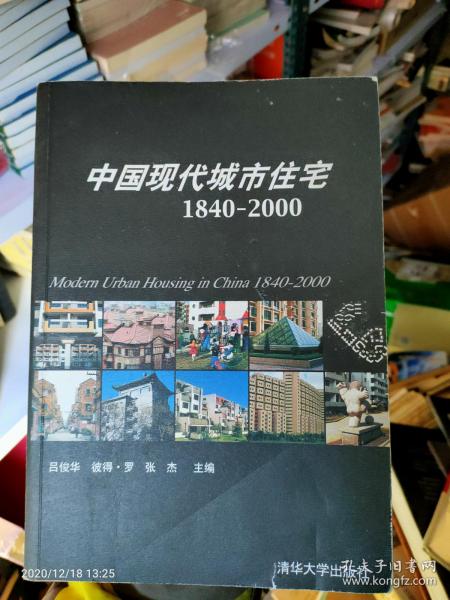 中国现代城市住宅
1840-2000
Modern Urban Housing in China 1840-2000
吕俊华 彼得·罗 张杰 主编
清华大学出版社
2020/12/18 13:25
孔夫子旧书网
www.kongfz.com